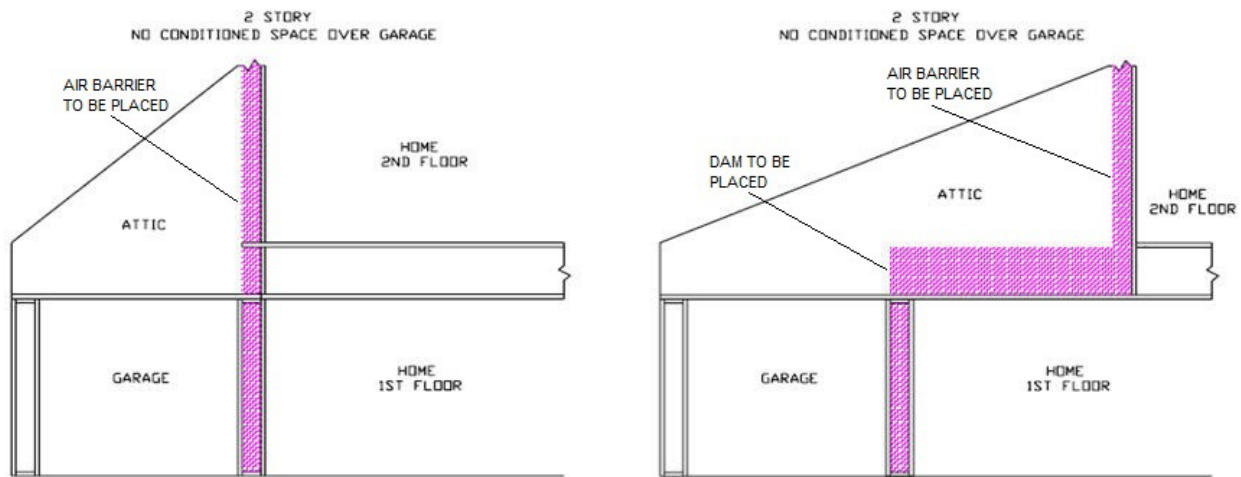 2 STORY
NO CONDITIONED SPACE OVER GARAGE
AIR BARRIER
TO BE PLACED
HOME
2ND FLOOR
ATTIC
GARAGE
HOME
1ST FLOOR
2 STORY
NO CONDITIONED SPACE OVER GARAGE
AIR BARRIER
TO BE PLACED
DAM TO BE
PLACED
ATTIC
HOME
2ND FLOOR
GARAGE
HOME
1ST FLOOR